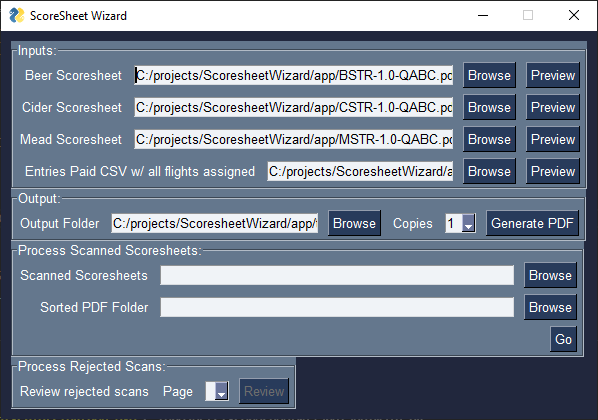 ScoreSheet Wizard
Inputs:
Beer Scoresheet C:/projects/ScoresheetWizard/app/BSTR-1.0-QABC.pd Browse Preview
Cider Scoresheet C:/projects/ScoresheetWizard/app/CSTR-1.0-QABC.pd Browse Preview
Mead Scoresheet C:/projects/ScoresheetWizard/app/MSTR-1.0-QABC.pd Browse Preview
Entries Paid CSV w/ all flights assigned C:/projects/ScoresheetWizard/a Browse Preview
Output:
Output Folder C:/projects/ScoresheetWizard/app/ Browse Copies 1 Generate PDF
Process Scanned Scoresheets:
Scanned Scoresheets Browse
Sorted PDF Folder Browse
Go
Process Rejected Scans:
Review rejected scans Page Review